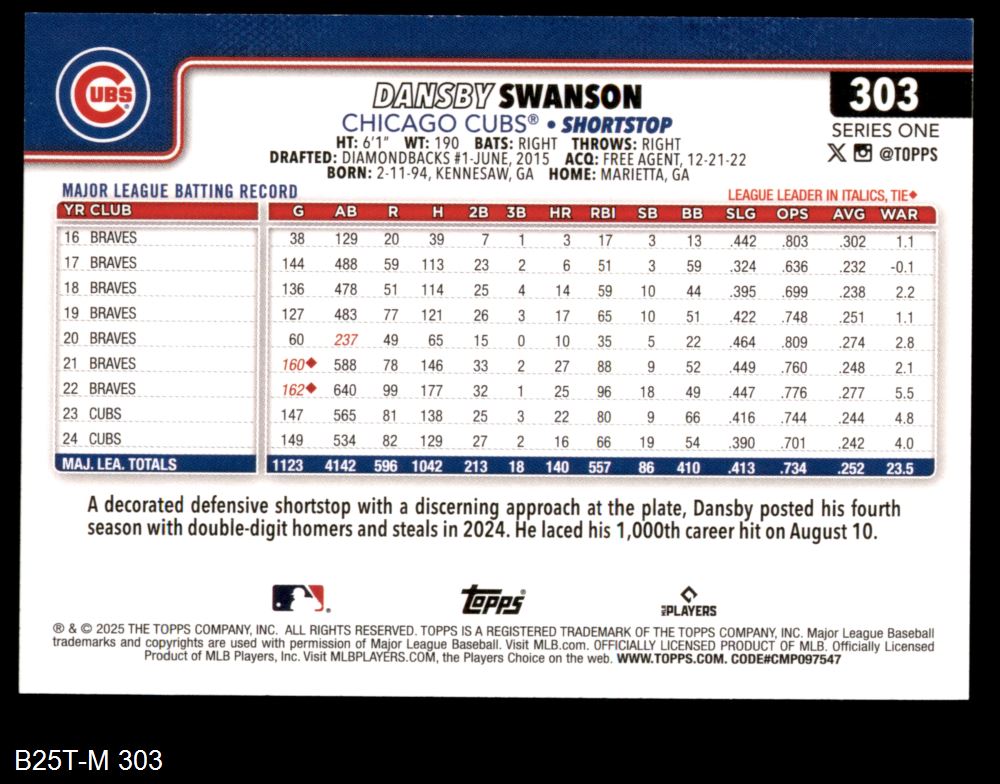 CUBS
DANSBY SWANSON
303
CHICAGO CUBS® • SHORTSTOP
SERIES ONE
HT: 6'1" WT: 190 BATS: RIGHT THROWS: RIGHT
@TOPPS
DRAFTED: DIAMONDBACKS #1-JUNE, 2015 ACQ: FREE AGENT, 12-21-22
BORN: 2-11-94, KENNESAW, GA HOME: MARIETTA, GA
MAJOR LEAGUE BATTING RECORD
LEAGUE LEADER IN ITALICS, TIE♦
YR CLUB G AB R H 2B 3B HR RBI SB BB SLG OPS AVG WAR
16 BRAVES 38 129 20 39 7 1 3 17 3 13 .442 .803 .302 1.1
17 BRAVES 144 488 59 113 23 2 6 51 3 59 .324 .636 .232 -0.1
18 BRAVES 136 478 51 114 25 4 14 59 10 44 .395 .699 .238 2.2
19 BRAVES 127 483 77 121 26 3 17 65 10 51 .422 .748 .251 1.1
20 BRAVES 60 237 49 65 15 0 10 35 5 22 .464 .809 .274 2.8
21 BRAVES 160♦ 588 78 146 33 2 27 88 9 52 .449 .760 .248 2.1
22 BRAVES 162♦ 640 99 177 32 1 25 96 18 49 .447 .776 .277 5.5
23 CUBS 147 565 81 138 25 3 22 80 9 66 .416 .744 .244 4.8
24 CUBS 149 534 82 129 27 2 16 66 19 54 .390 .701 .242 4.0
MAJ. LEA. TOTALS 1123 4142 596 1042 213 18 140 557 86 410 .413 .734 .252 23.5
A decorated defensive shortstop with a discerning approach at the plate, Dansby posted his fourth
season with double-digit homers and steals in 2024. He laced his 1,000th career hit on August 10.
Topps®
MLB PLAYERS
® & © 2025 THE TOPPS COMPANY, INC. ALL RIGHTS RESERVED. TOPPS IS A REGISTERED TRADEMARK OF THE TOPPS COMPANY, INC. Major League Baseball
trademarks and copyrights are used with permission of Major League Baseball. Visit MLB.com. OFFICIALLY LICENSED PRODUCT OF MLB. Officially Licensed
Product of MLB Players, Inc. Visit MLBPLAYERS.COM, the Players Choice on the web. WWW.TOPPS.COM. CODE#CMP097547
B25T-M 303